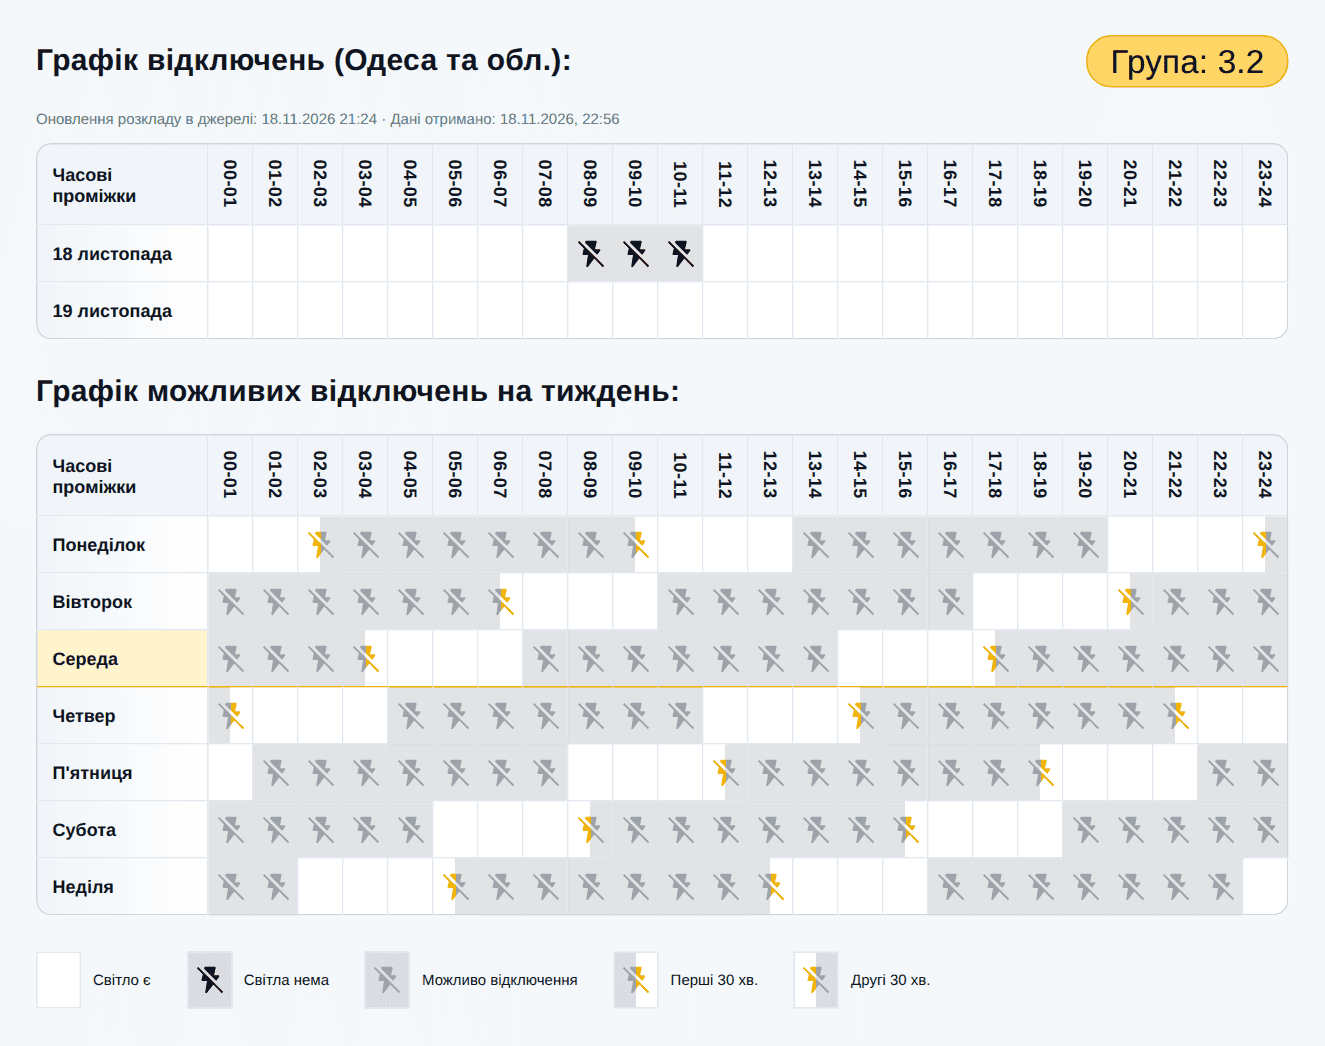 Графік відключень (Одеса та обл.):
Група: 3.2
Оновлення розкладу в джерелі: 18.11.2026 21:24 · Дані отримано: 18.11.2026, 22:56
Часові проміжки 00-01 01-02 02-03 03-04 04-05 05-06 06-07 07-08 08-09 09-10 10-11 11-12 12-13 13-14 14-15 15-16 16-17 17-18 18-19 19-20 20-21 21-22 22-23 23-24
18 листопада
19 листопада
Графік можливих відключень на тиждень:
Часові проміжки 00-01 01-02 02-03 03-04 04-05 05-06 06-07 07-08 08-09 09-10 10-11 11-12 12-13 13-14 14-15 15-16 16-17 17-18 18-19 19-20 20-21 21-22 22-23 23-24
Понеділок
Вівторок
Середа
Четвер
П'ятниця
Субота
Неділя
Світло є Світла нема Можливо відключення Перші 30 хв. Другі 30 хв.